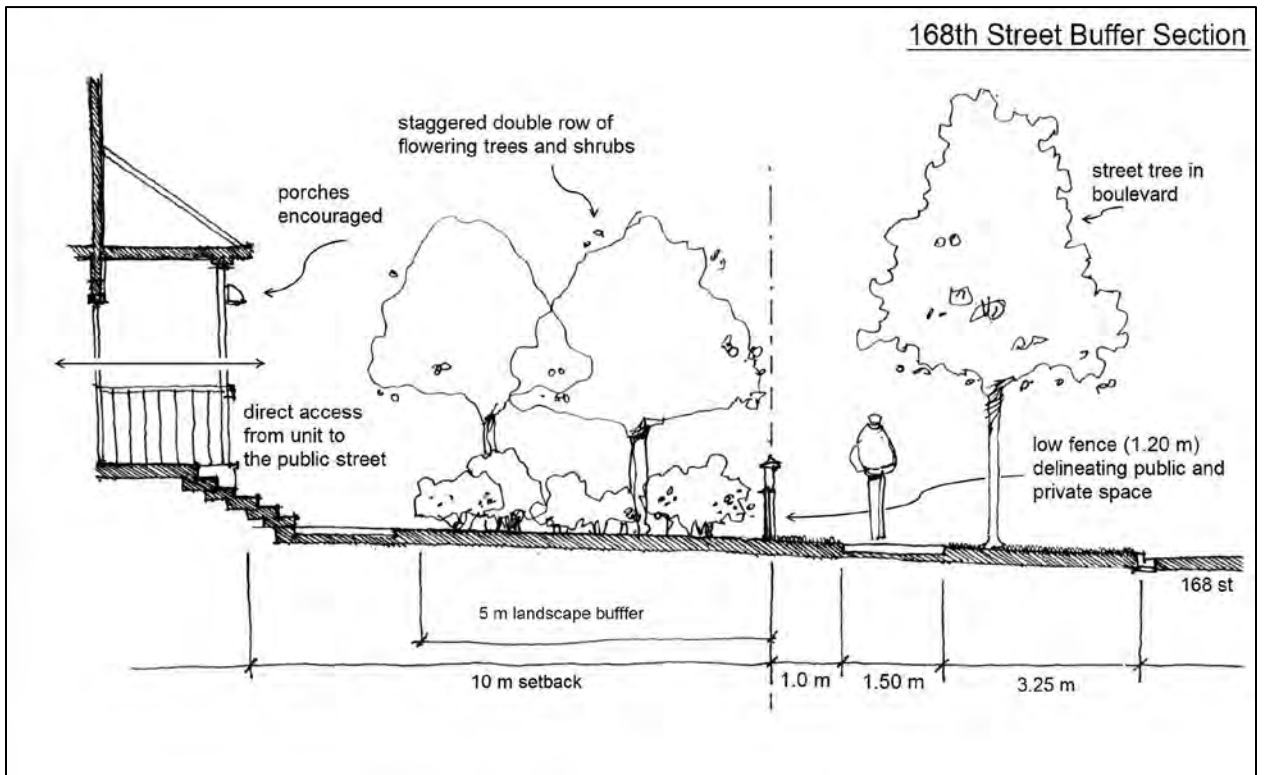 168th Street Buffer Section
staggered double row of
flowering trees and shrubs
street tree in
boulevard
porches
encouraged
direct access
from unit to
the public street
low fence (1.20 m)
delineating public and
private space
168 st
5 m landscape bufffer
10 m setback
1.0 m
1.50 m
3.25 m